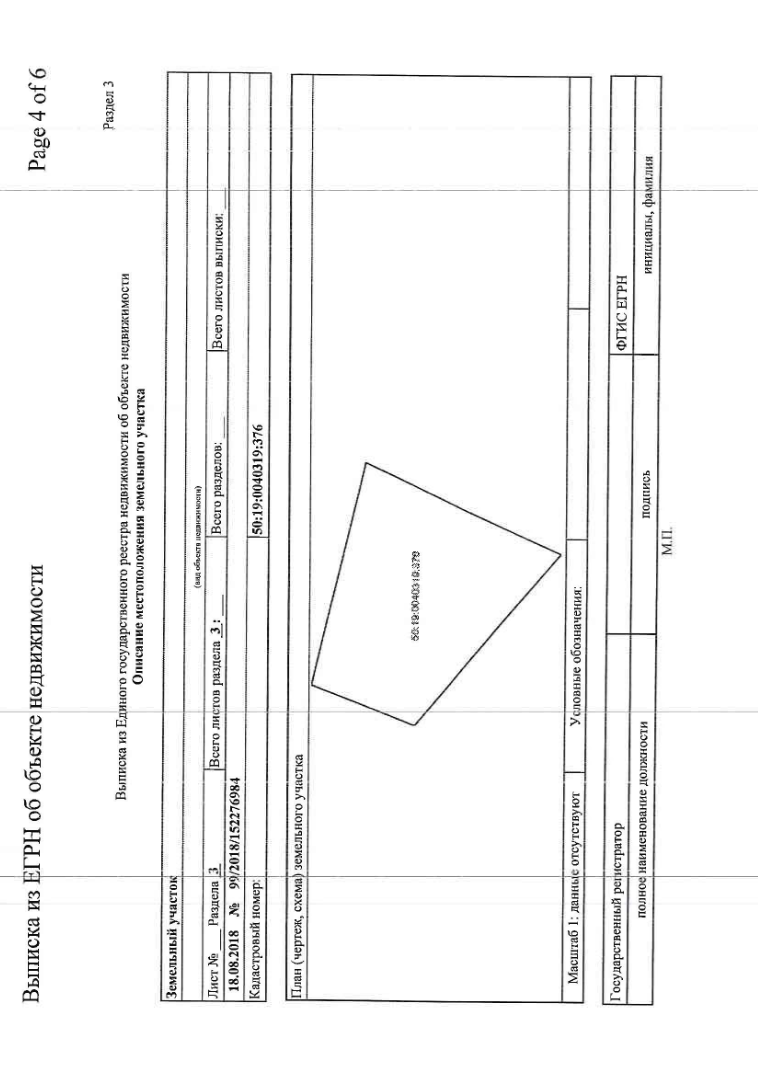 Выписка из ЕГРН об объекте недвижимости Page 4 of 6
Раздел 3
Выписка из Единого государственного реестра недвижимости об объекте недвижимости
Описание местоположения земельного участка
Земельный участок
(вид объекта недвижимости)
Лист № ___ Раздела 3 Всего листов раздела 3 : ___ Всего разделов: ___ Всего листов выписки: ___
18.08.2018 № 99/2018/152276984
Кадастровый номер: 50:19:0040319:376
План (чертеж, схема) земельного участка
50:19:0040319:376
Масштаб 1: данные отсутствуют Условные обозначения:
Государственный регистратор ФГИС ЕГРН
полное наименование должности подпись инициалы, фамилия
М.П.